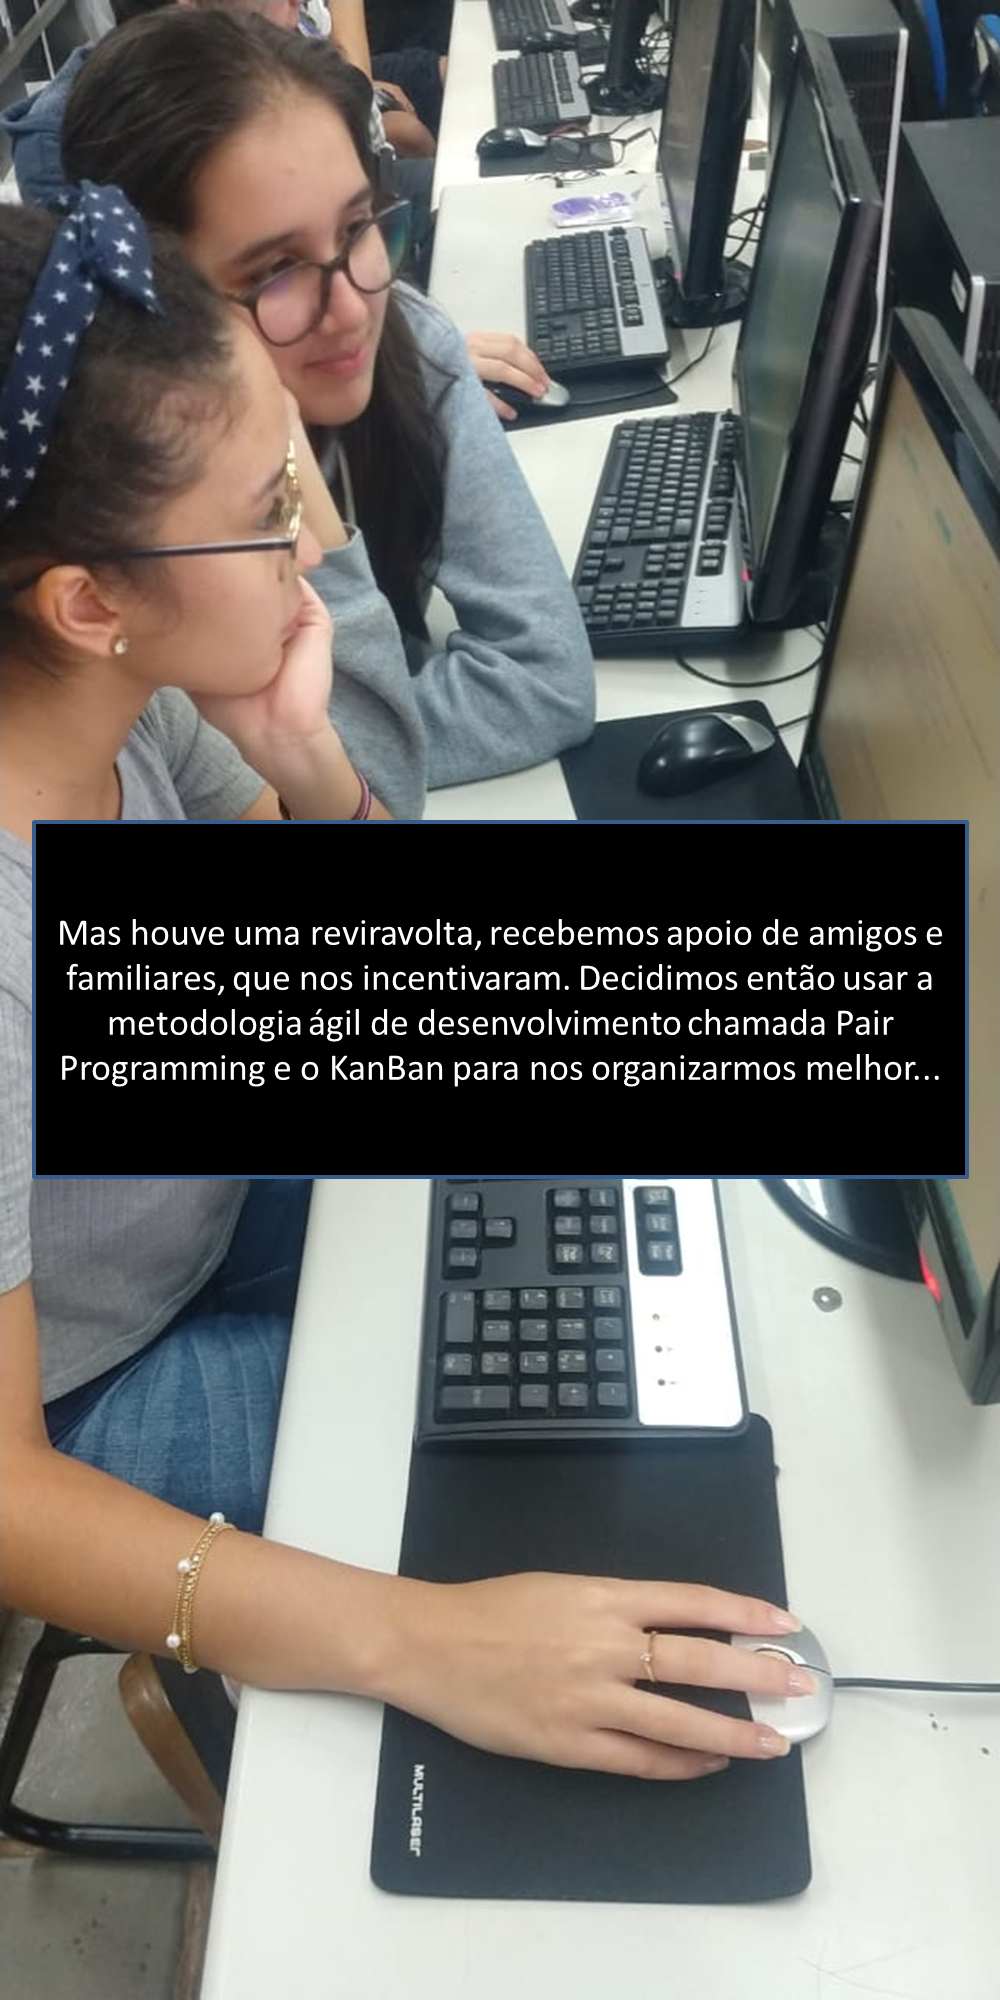 Mas houve uma reviravolta, recebemos apoio de amigos e
familiares, que nos incentivaram. Decidimos então usar a
metodologia ágil de desenvolvimento chamada Pair
Programming e o KanBan para nos organizarmos melhor...
MULTILASER